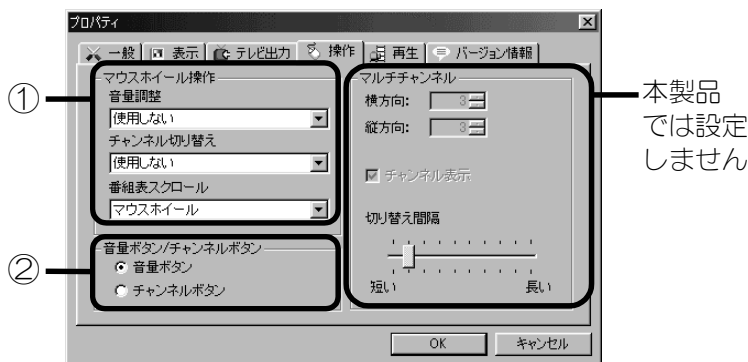 プロパティ
一般
表示
テレビ出力
操作
再生
バージョン情報
①
マウスホイール操作
音量調整
使用しない
チャンネル切り替え
使用しない
番組表スクロール
マウスホイール
②
音量ボタン/チャンネルボタン
音量ボタン
チャンネルボタン
マルチチャンネル
横方向: 3
縦方向: 3
チャンネル表示
切り替え間隔
短い 長い
本製品
では設定
しません
OK キャンセル